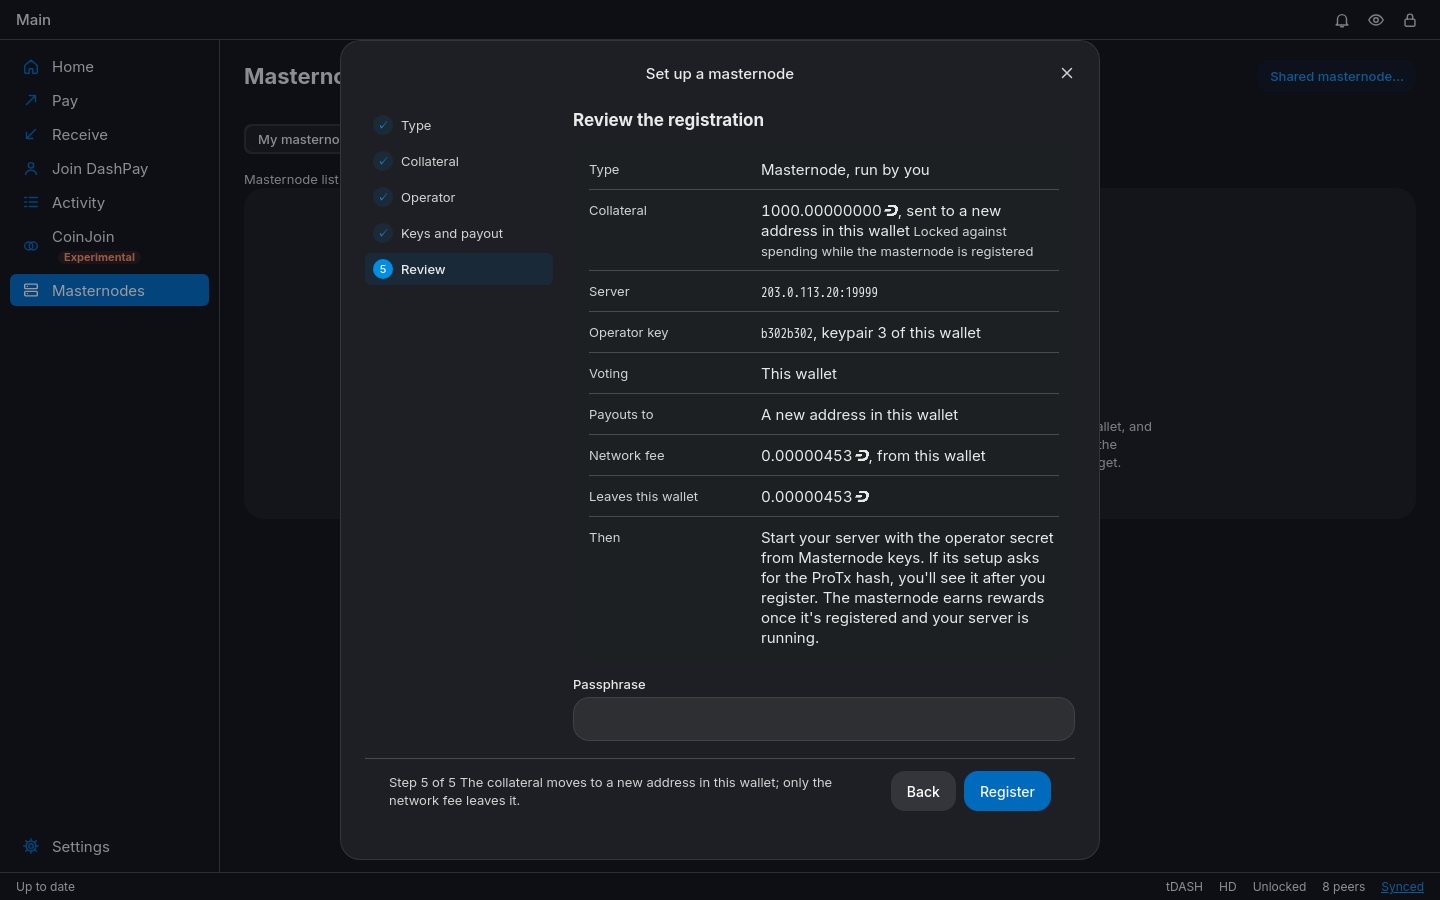 Main
Home
Pay
Receive
Join DashPay
Activity
CoinJoin
Experimental
Masternodes
Settings
Masterno
Shared masternode...
My masterno
Masternode list
allet, and
the
get.
Set up a masternode
Type
Collateral
Operator
Keys and payout
5 Review
Review the registration
Type Masternode, run by you
Collateral 1000.00000000, sent to a new
address in this wallet Locked against
spending while the masternode is registered
Server 203.0.113.20:19999
Operator key b302b302, keypair 3 of this wallet
Voting This wallet
Payouts to A new address in this wallet
Network fee 0.00000453, from this wallet
Leaves this wallet 0.00000453
Then Start your server with the operator secret
from Masternode keys. If its setup asks
for the ProTx hash, you'll see it after you
register. The masternode earns rewards
once it's registered and your server is
running.
Passphrase
Step 5 of 5 The collateral moves to a new address in this wallet; only the
network fee leaves it.
Back Register
Up to date tDASH HD Unlocked 8 peers Synced